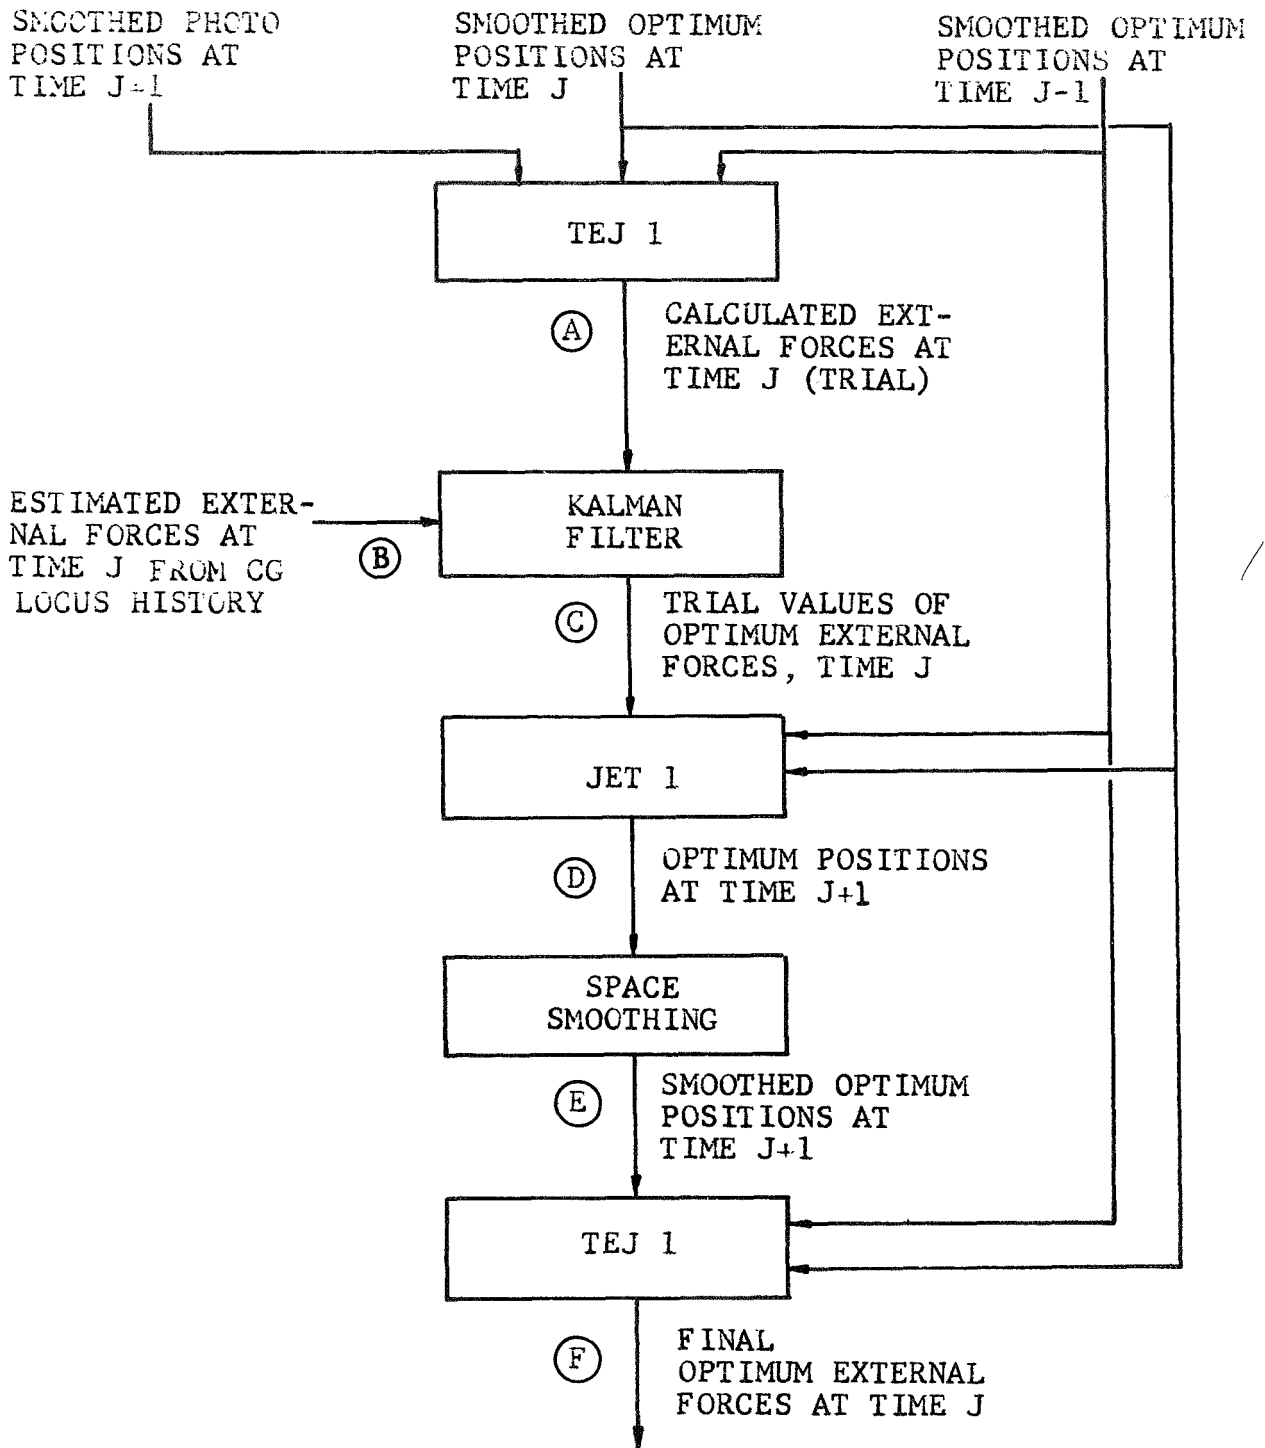 SMOOTHED PHOTO
POSITIONS AT
TIME J+1
SMOOTHED OPTIMUM
POSITIONS AT
TIME J
SMOOTHED OPTIMUM
POSITIONS AT
TIME J-1
TEJ 1
A
CALCULATED EXT-
ERNAL FORCES AT
TIME J (TRIAL)
ESTIMATED EXTER-
NAL FORCES AT
TIME J FROM CG
LOCUS HISTORY
B
KALMAN
FILTER
C
TRIAL VALUES OF
OPTIMUM EXTERNAL
FORCES, TIME J
JET 1
D
OPTIMUM POSITIONS
AT TIME J+1
SPACE
SMOOTHING
E
SMOOTHED OPTIMUM
POSITIONS AT
TIME J+1
TEJ 1
F
FINAL
OPTIMUM EXTERNAL
FORCES AT TIME J